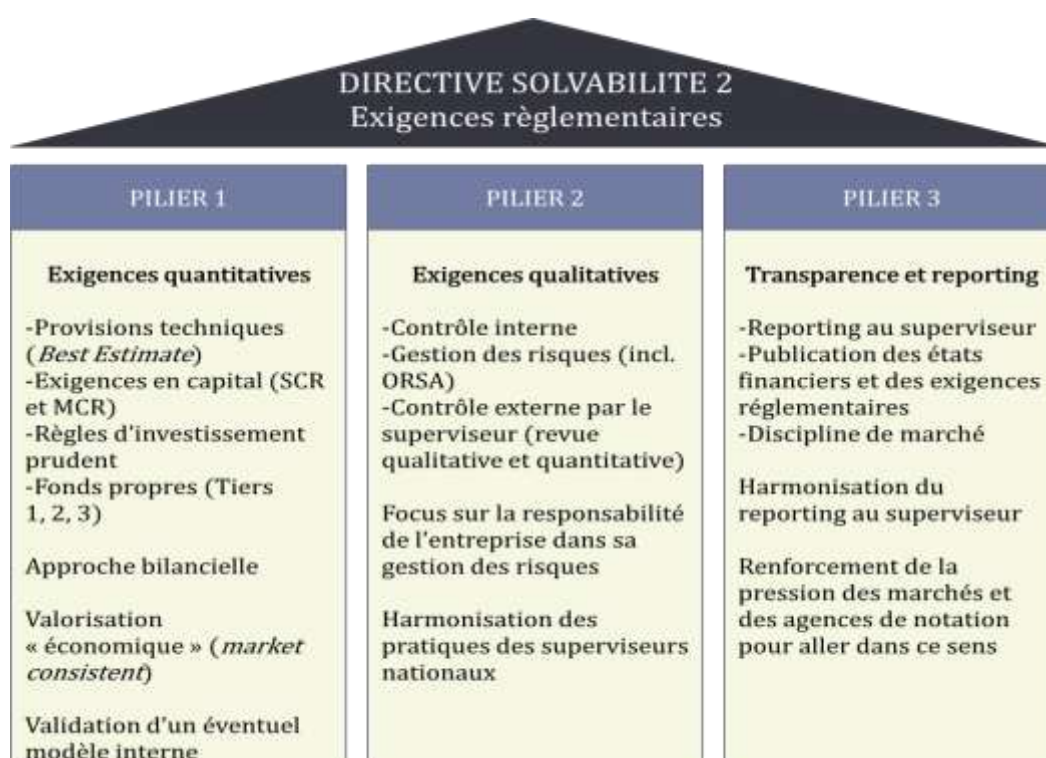 DIRECTIVE SOLVABILITE 2
Exigences règlementaires
PILIER 1
Exigences quantitatives
-Provisions techniques
(Best Estimate)
-Exigences en capital (SCR
et MCR)
-Règles d'investissement
prudent
-Fonds propres (Tiers
1, 2, 3)
Approche bilancielle
Valorisation
« économique » (market
consistent)
Validation d'un éventuel
modèle interne
PILIER 2
Exigences qualitatives
-Contrôle interne
-Gestion des risques (incl.
ORSA)
-Contrôle externe par le
superviseur (revue
qualitative et quantitative)
Focus sur la responsabilité
de l'entreprise dans sa
gestion des risques
Harmonisation des
pratiques des superviseurs
nationaux
PILIER 3
Transparence et reporting
-Reporting au superviseur
-Publication des états
financiers et des exigences
réglementaires
-Discipline de marché
Harmonisation du
reporting au superviseur
Renforcement de la
pression des marchés et
des agences de notation
pour aller dans ce sens